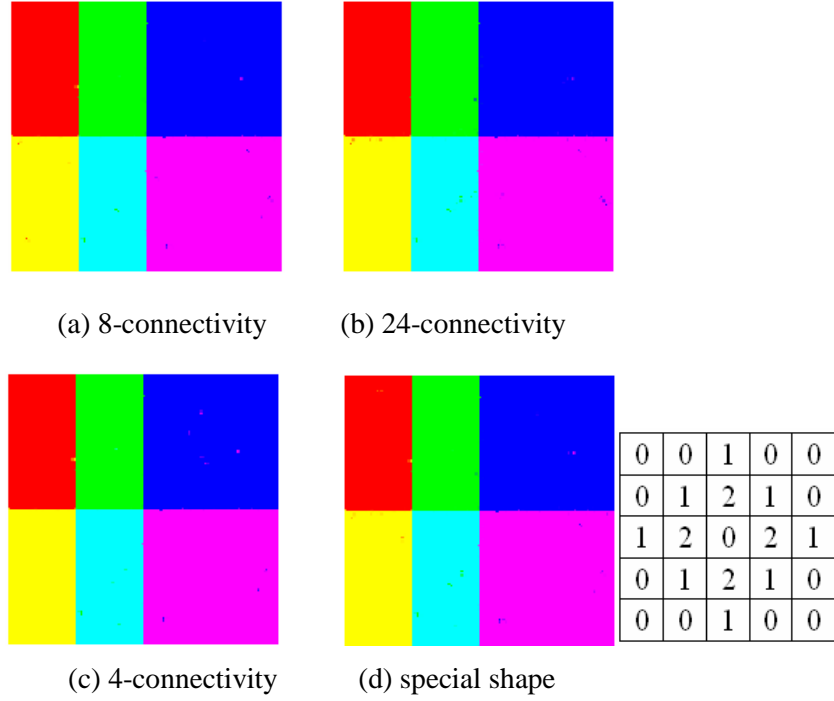 (a) 8-connectivity
(b) 24-connectivity
0 0 1 0 0
0 1 2 1 0
1 2 0 2 1
0 1 2 1 0
0 0 1 0 0
(c) 4-connectivity
(d) special shape